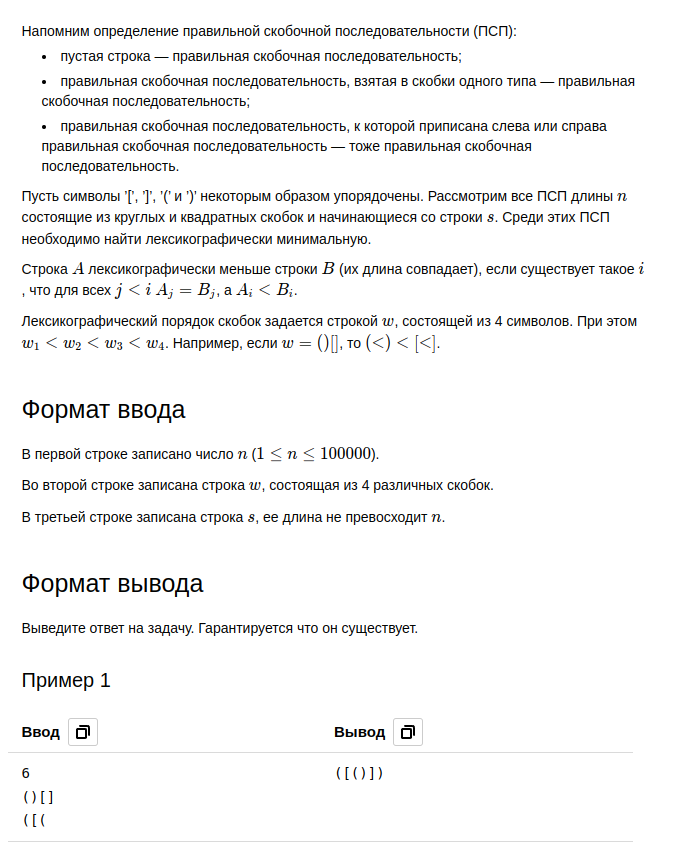 Напомним определение правильной скобочной последовательности (ПСП):
• пустая строка — правильная скобочная последовательность;
• правильная скобочная последовательность, взятая в скобки одного типа — правильная
скобочная последовательность;
• правильная скобочная последовательность, к которой приписана слева или справа
правильная скобочная последовательность — тоже правильная скобочная
последовательность.
Пусть символы '[', ']', '(' и ')' некоторым образом упорядочены. Рассмотрим все ПСП длины n
состоящие из круглых и квадратных скобок и начинающиеся со строки s. Среди этих ПСП
необходимо найти лексикографически минимальную.
Строка A лексикографически меньше строки B (их длина совпадает), если существует такое i
, что для всех j < i A_j = B_j, а A_i < B_i.
Лексикографический порядок скобок задается строкой w, состоящей из 4 символов. При этом
w_1 < w_2 < w_3 < w_4. Например, если w = ()[], то (<) < [<].
Формат ввода
В первой строке записано число n (1 ≤ n ≤ 100000).
Во второй строке записана строка w, состоящая из 4 различных скобок.
В третьей строке записана строка s, ее длина не превосходит n.
Формат вывода
Выведите ответ на задачу. Гарантируется что он существует.
Пример 1
Ввод Вывод
6 ([()])
()[]
([(